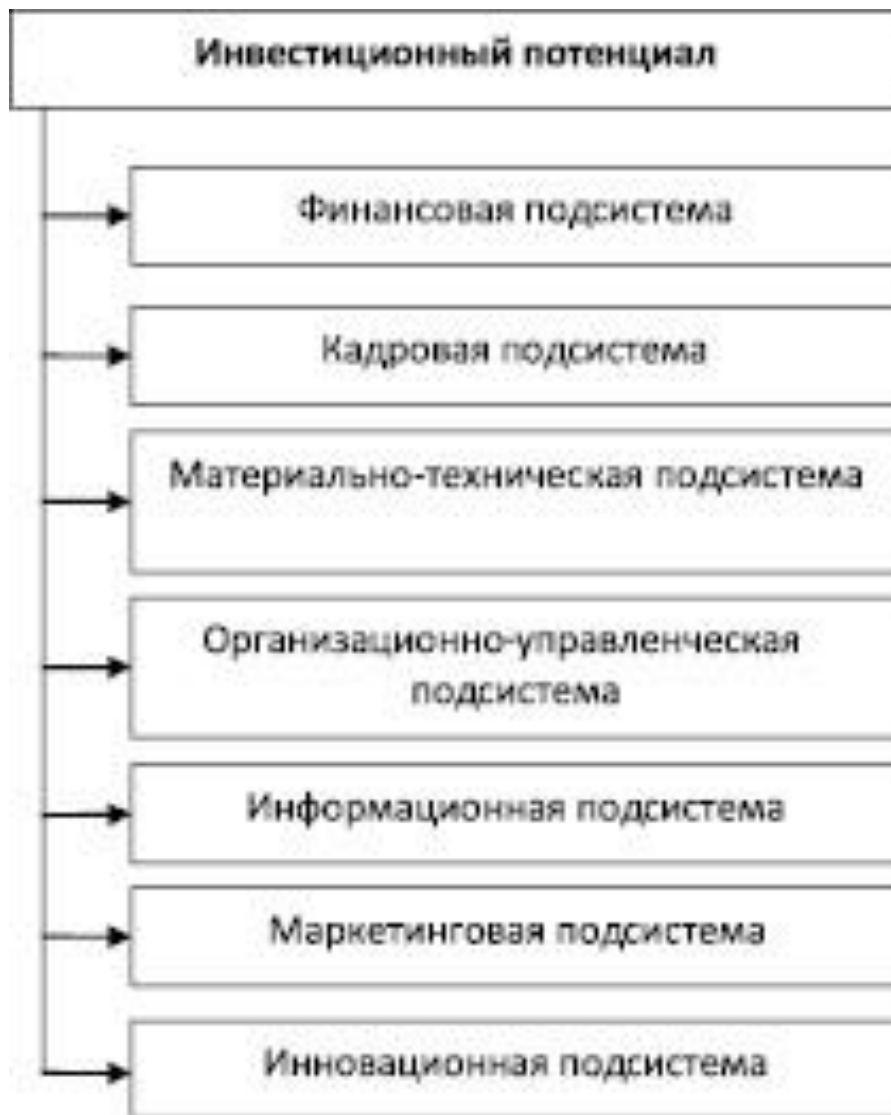 Инвестиционный потенциал
Финансовая подсистема
Кадровая подсистема
Материально-техническая подсистема
Организационно-управленческая
подсистема
Информационная подсистема
Маркетинговая подсистема
Инновационная подсистема